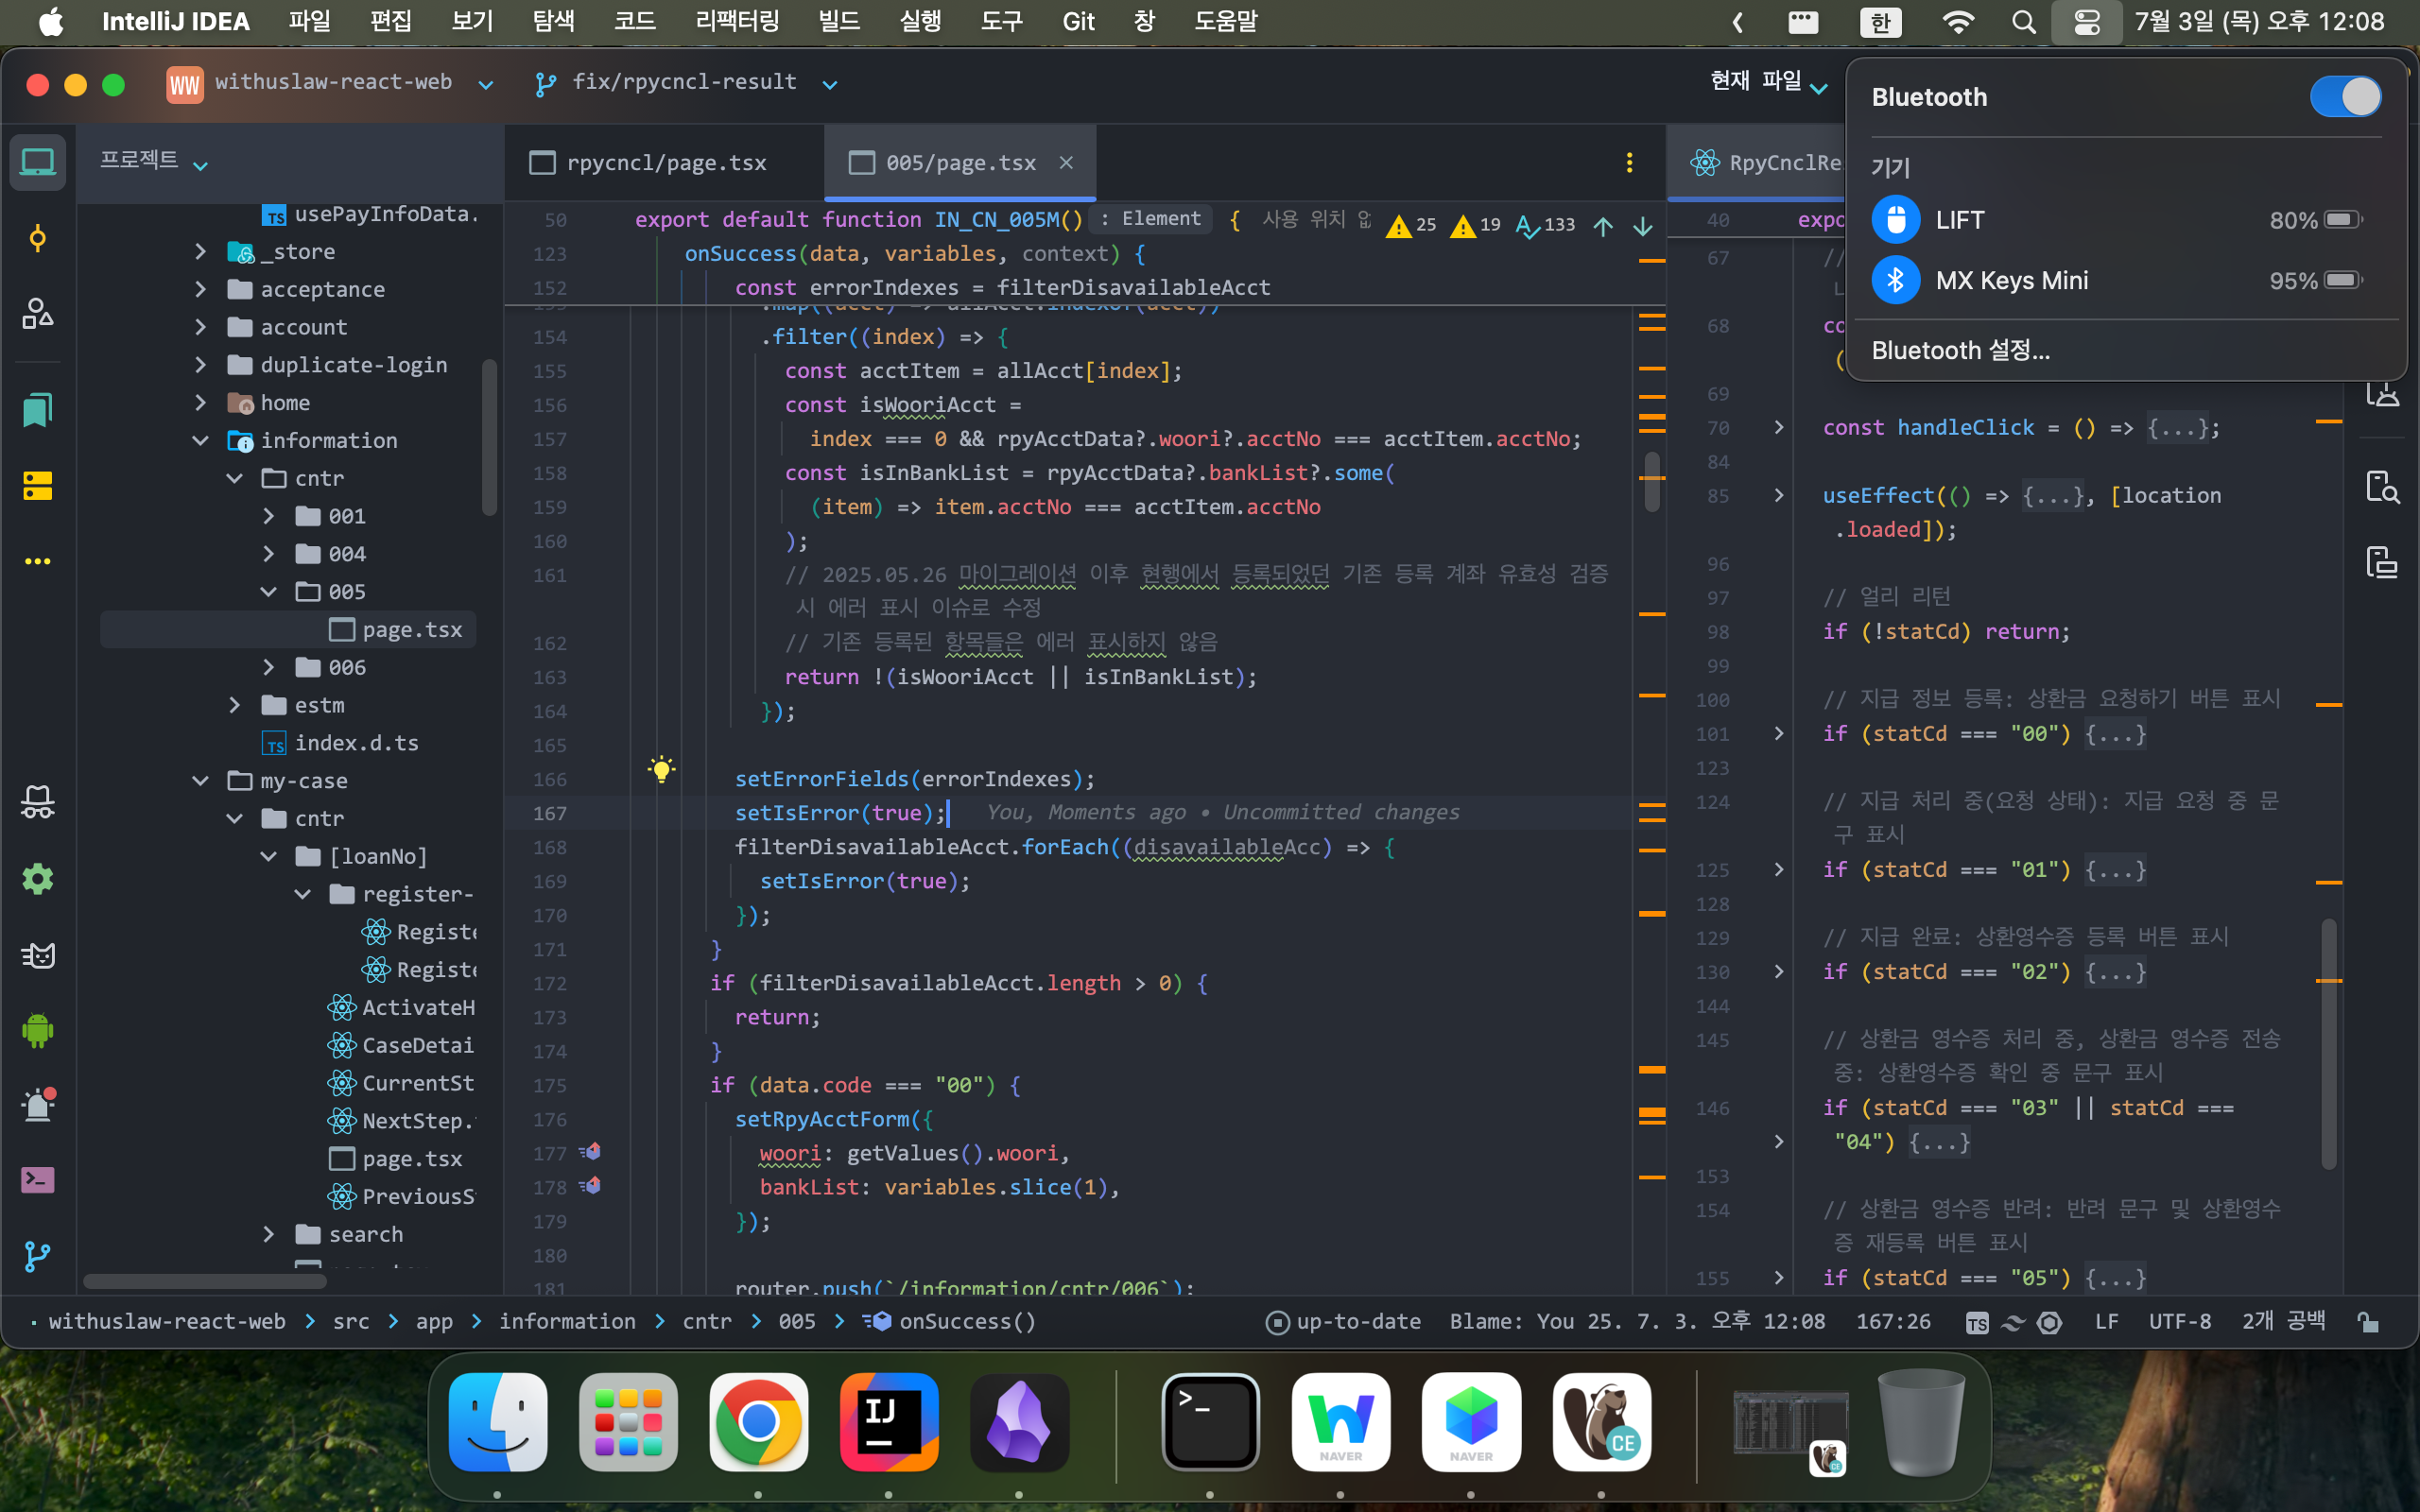 IntelliJ IDEA 파일 편집 보기 탐색 코드 리팩터링 빌드 실행 도구 Git 창 도움말 한 7월 3일 (목) 오후 12:08
WW withuslaw-react-web fix/rpycncl-result 현재 파일
Bluetooth
기기
LIFT 80%
MX Keys Mini 95%
Bluetooth 설정...
프로젝트
usePayInfoData.
_store
acceptance
account
duplicate-login
home
information
cntr
001
004
005
page.tsx
006
estm
index.d.ts
my-case
cntr
[loanNo]
register-
Registe
Registe
ActivateH
CaseDetai
CurrentSt
NextStep.
page.tsx
PreviousS
search
rpycncl/page.tsx 005/page.tsx
50 export default function IN_CN_005M() : Element { 사용 위치 없 25 19 133
123 onSuccess(data, variables, context) {
152 const errorIndexes = filterDisavailableAcct
.map((acct) => allAcct.indexOf(acct))
154 .filter((index) => {
155 const acctItem = allAcct[index];
156 const isWooriAcct =
157 index === 0 && rpyAcctData?.woori?.acctNo === acctItem.acctNo;
158 const isInBankList = rpyAcctData?.bankList?.some(
159 (item) => item.acctNo === acctItem.acctNo
160 );
161 // 2025.05.26 마이그레이션 이후 현행에서 등록되었던 기존 등록 계좌 유효성 검증
시 에러 표시 이슈로 수정
162 // 기존 등록된 항목들은 에러 표시하지 않음
163 return !(isWooriAcct || isInBankList);
164 });
165
166 setErrorFields(errorIndexes);
167 setIsError(true); You, Moments ago • Uncommitted changes
168 filterDisavailableAcct.forEach((disavailableAcc) => {
169 setIsError(true);
170 });
171 }
172 if (filterDisavailableAcct.length > 0) {
173 return;
174 }
175 if (data.code === "00") {
176 setRpyAcctForm({
177 woori: getValues().woori,
178 bankList: variables.slice(1),
179 });
180
181 router.push(`/information/cntr/006`);
RpyCnclRe
40 expo
67 //
68 co
(
69
70 const handleClick = () => {...};
84
85 useEffect(() => {...}, [location
.loaded]);
96
97 // 얼리 리턴
98 if (!statCd) return;
99
100 // 지급 정보 등록: 상환금 요청하기 버튼 표시
101 if (statCd === "00") {...}
123
124 // 지급 처리 중(요청 상태): 지급 요청 중 문
구 표시
125 if (statCd === "01") {...}
128
129 // 지급 완료: 상환영수증 등록 버튼 표시
130 if (statCd === "02") {...}
144
145 // 상환금 영수증 처리 중, 상환금 영수증 전송
중: 상환영수증 확인 중 문구 표시
146 if (statCd === "03" || statCd ===
"04") {...}
153
154 // 상환금 영수증 반려: 반려 문구 및 상환영수
증 재등록 버튼 표시
155 if (statCd === "05") {...}
withuslaw-react-web > src > app > information > cntr > 005 > onSuccess() up-to-date Blame: You 25. 7. 3. 오후 12:08 167:26 TS LF UTF-8 2개 공백
IJ >_ NAVER NAVER CE CE